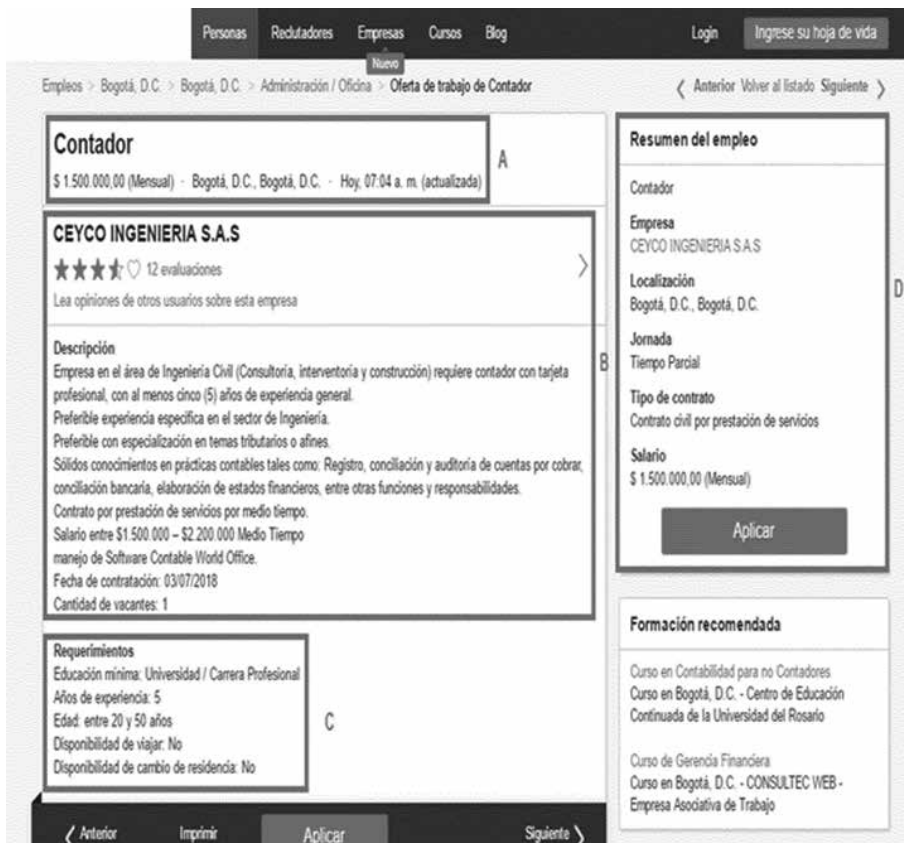 Personas Reclutadores Empresas Cursos Blog Login Ingrese su hoja de vida
Nuevo
Empleos > Bogotá, D.C. > Bogotá, D.C. > Administración / Oficina > Oferta de trabajo de Contador
Anterior Volver al listado Siguiente
Contador
$ 1.500.000,00 (Mensual) - Bogotá, D.C., Bogotá, D.C. - Hoy, 07:04 a. m. (actualizada)
A
CEYCO INGENIERIA S.A.S
12 evaluaciones
Lea opiniones de otros usuarios sobre esta empresa
Descripción
Empresa en el área de Ingeniería Civil (Consultoría, interventoría y construcción) requiere contador con tarjeta
profesional, con al menos cinco (5) años de experiencia general.
Preferible experiencia especifica en el sector de Ingeniería.
Preferible con especialización en temas tributarios o afines.
Sólidos conocimientos en prácticas contables tales como: Registro, conciliación y auditoría de cuentas por cobrar,
conciliación bancaria, elaboración de estados financieros, entre otras funciones y responsabilidades.
Contrato por prestación de servicios por medio tiempo.
Salario entre $1.500.000 – $2.200.000 Medio Tiempo
manejo de Software Contable World Office.
Fecha de contratación: 03/07/2018
Cantidad de vacantes: 1
B
Requerimientos
Educación mínima: Universidad / Carrera Profesional
Años de experiencia: 5
Edad: entre 20 y 50 años
Disponibilidad de viajar: No
Disponibilidad de cambio de residencia: No
C
Anterior Imprimir Aplicar Siguiente
Resumen del empleo
Contador
Empresa
CEYCO INGENIERIA S.A.S
Localización
Bogotá, D.C., Bogotá, D.C.
Jornada
Tiempo Parcial
Tipo de contrato
Contrato civil por prestación de servicios
Salario
$ 1.500.000,00 (Mensual)
Aplicar
D
Formación recomendada
Curso en Contabilidad para no Contadores
Curso en Bogotá, D.C. - Centro de Educación
Continuada de la Universidad del Rosario
Curso de Gerencia Financiera
Curso en Bogotá, D.C. - CONSULTEC WEB -
Empresa Asociativa de Trabajo